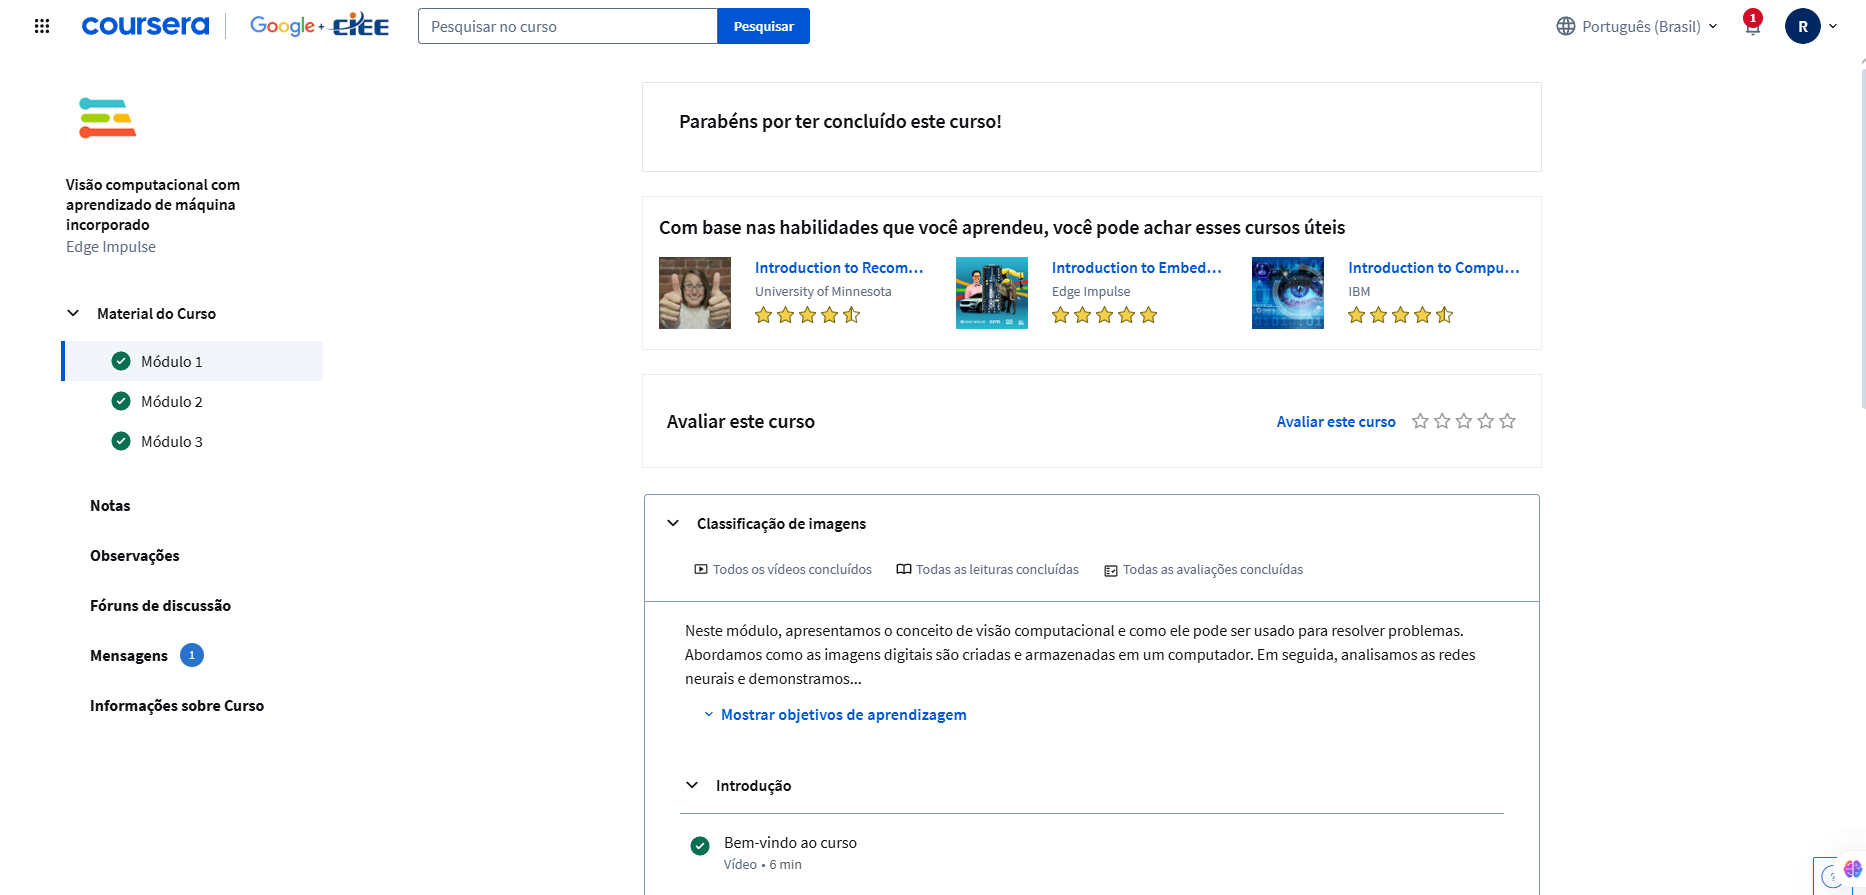 coursera
Google + CIEE
Pesquisar no curso
Pesquisar
Português (Brasil)
1
R
Visão computacional com
aprendizado de máquina
incorporado
Edge Impulse
Material do Curso
Módulo 1
Módulo 2
Módulo 3
Notas
Observações
Fóruns de discussão
Mensagens 1
Informações sobre Curso
Parabéns por ter concluído este curso!
Com base nas habilidades que você aprendeu, você pode achar esses cursos úteis
Introduction to Recom...
University of Minnesota
Introduction to Embed...
Edge Impulse
Introduction to Compu...
IBM
Avaliar este curso
Avaliar este curso
Classificação de imagens
Todos os vídeos concluídos
Todas as leituras concluídas
Todas as avaliações concluídas
Neste módulo, apresentamos o conceito de visão computacional e como ele pode ser usado para resolver problemas.
Abordamos como as imagens digitais são criadas e armazenadas em um computador. Em seguida, analisamos as redes
neurais e demonstramos...
Mostrar objetivos de aprendizagem
Introdução
Bem-vindo ao curso
Vídeo • 6 min
?